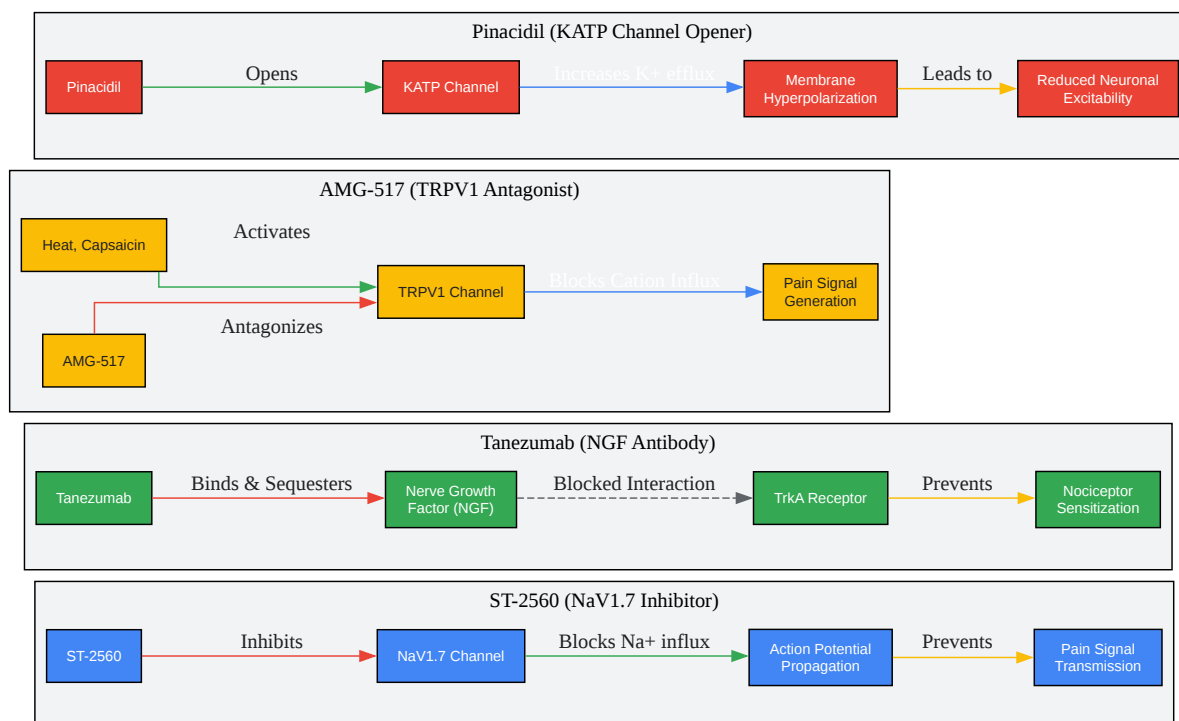 Pinacidil (KATP Channel Opener)
Pinacidil
Opens
KATP Channel
Increases K+ efflux
Membrane
Hyperpolarization
Leads to
Reduced Neuronal
Excitability
AMG-517 (TRPV1 Antagonist)
Heat, Capsaicin
Activates
TRPV1 Channel
Blocks Cation Influx
Pain Signal
Generation
Antagonizes
AMG-517
Tanezumab (NGF Antibody)
Tanezumab
Binds & Sequesters
Nerve Growth
Factor (NGF)
Blocked Interaction
TrkA Receptor
Prevents
Nociceptor
Sensitization
ST-2560 (NaV1.7 Inhibitor)
ST-2560
Inhibits
NaV1.7 Channel
Blocks Na+ influx
Action Potential
Propagation
Prevents
Pain Signal
Transmission